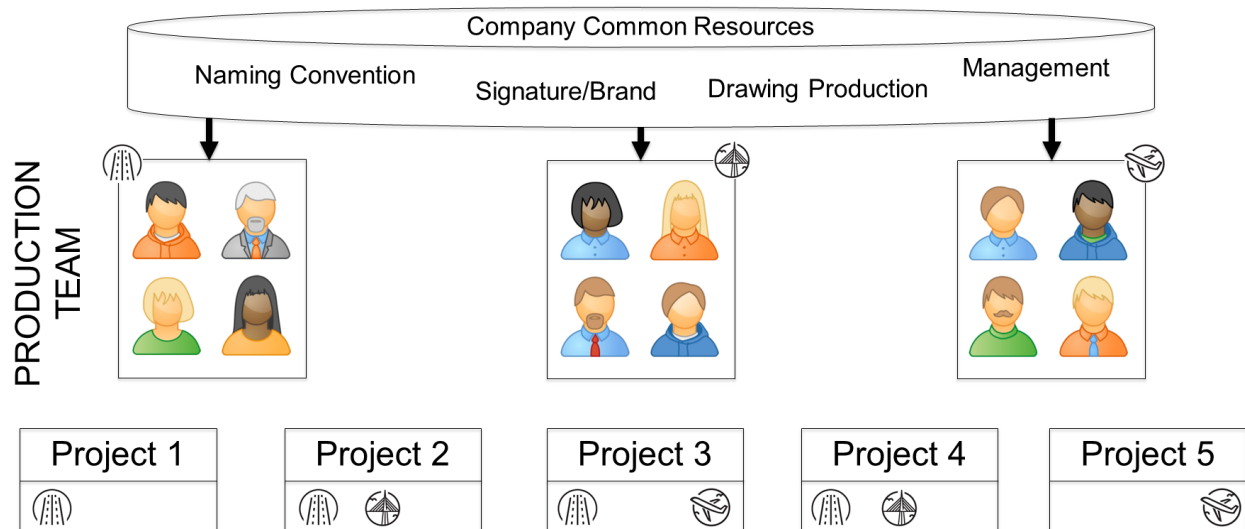 Company Common Resources
Naming Convention
Signature/Brand
Drawing Production
Management
PRODUCTION
TEAM
Project 1
Project 2
Project 3
Project 4
Project 5